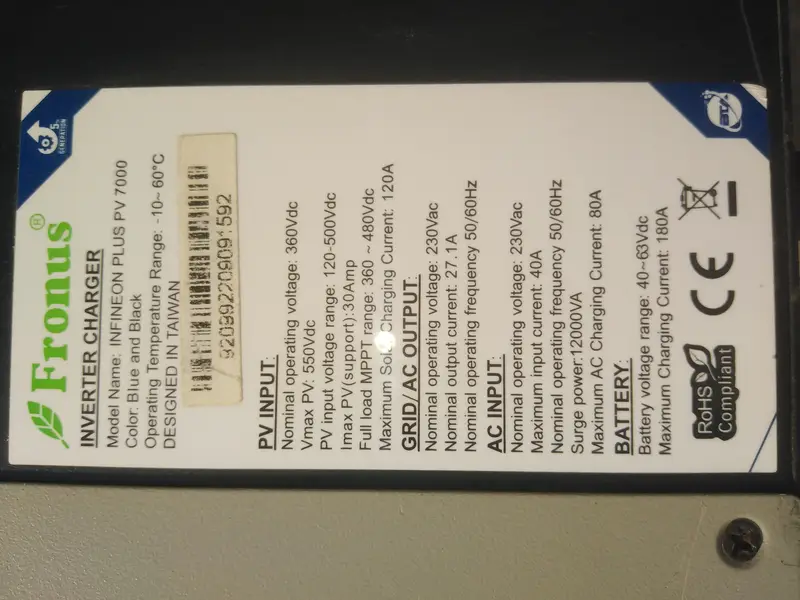 5th
GENERATION
BTA
Fronus®
INVERTER CHARGER
Model Name: INFINEON PLUS PV 7000
Color: Blue and Black
Operating Temperature Range: -10~ 60°C
DESIGNED IN TAIWAN
920992209091592
PV INPUT:
Nominal operating voltage: 360Vdc
Vmax PV: 550Vdc
PV input voltage range: 120-500Vdc
Imax PV(support):30Amp
Full load MPPT range: 360 ~ 480Vdc
Maximum Solar Charging Current: 120A
GRID/AC OUTPUT:
Nominal operating voltage: 230Vac
Nominal output current: 27.1A
Nominal operating frequency 50/60Hz
AC INPUT:
Nominal operating voltage: 230Vac
Maximum input current: 40A
Nominal operating frequency 50/60Hz
Surge power:12000VA
Maximum AC Charging Current: 80A
BATTERY:
Battery voltage range: 40~63Vdc
Maximum Charging Current: 180A
RoHS
Compliant
CE